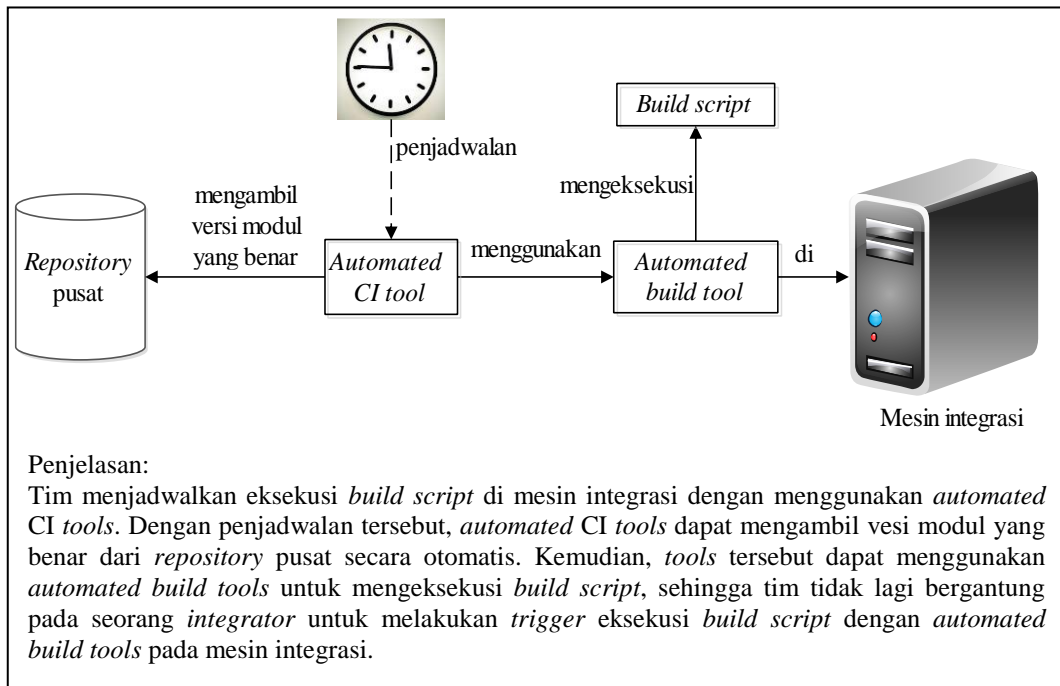 penjadwalan
Build script
mengeksekusi
mengambil
versi modul
yang benar
Repository
pusat
Automated
CI tool
menggunakan
Automated
build tool
di
Mesin integrasi
Penjelasan:
Tim menjadwalkan eksekusi build script di mesin integrasi dengan menggunakan automated
CI tools. Dengan penjadwalan tersebut, automated CI tools dapat mengambil vesi modul yang
benar dari repository pusat secara otomatis. Kemudian, tools tersebut dapat menggunakan
automated build tools untuk mengeksekusi build script, sehingga tim tidak lagi bergantung
pada seorang integrator untuk melakukan trigger eksekusi build script dengan automated
build tools pada mesin integrasi.